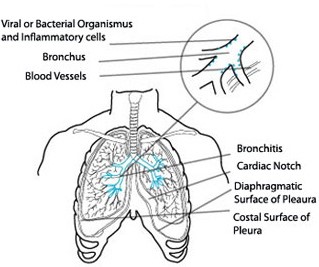 Viral or Bacterial Organismus
and Inflammatory cells
Bronchus
Blood Vessels
Bronchitis
Cardiac Notch
Diaphragmatic
Surface of Pleaura
Costal Surface of
Pleura